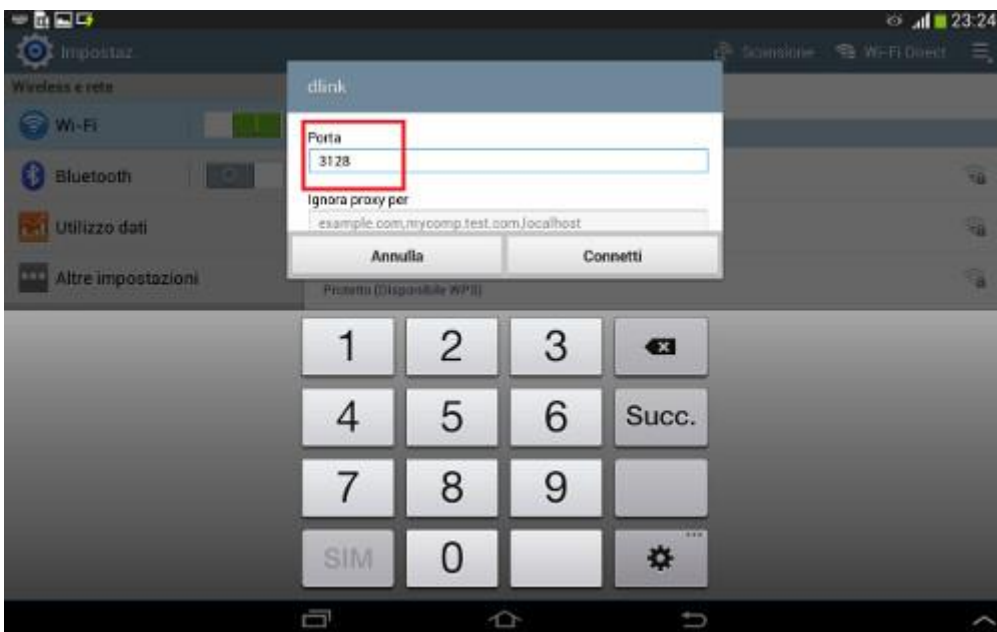 23:24
Impostaz
Scansione Wi-Fi Direct
Wireless e rete
dlink
Wi-Fi
Porta
3128
Bluetooth
Ignora proxy per
example.com,mycomp.test.com,localhost
Utilizzo dati
Annulla Connetti
Altre impostazioni
Protetto (Disponibile WPS)
1 2 3
4 5 6 Succ.
7 8 9
SIM 0